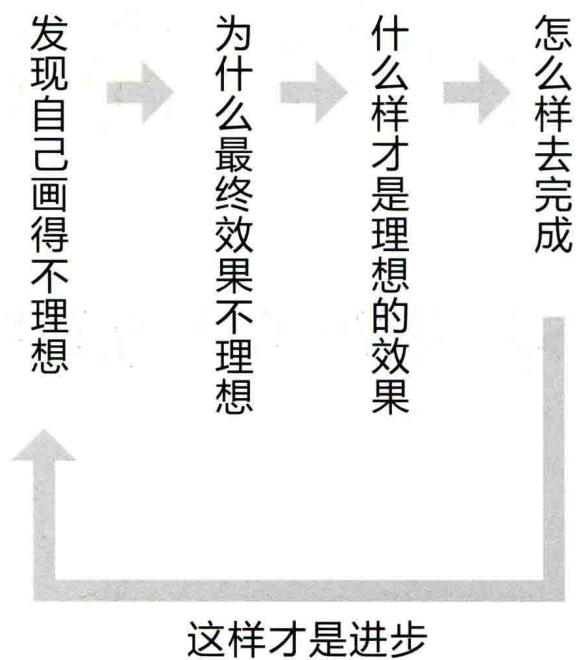 发现自己画得不理想
为什么最终效果不理想
什么样才是理想的效果
怎么样去完成
这样才是进步